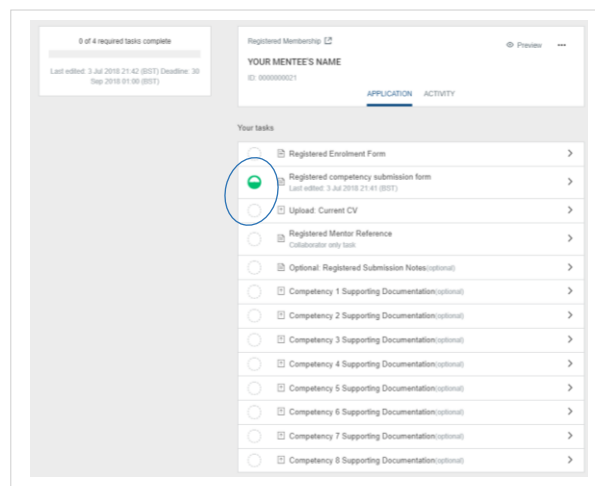 0 of 4 required tasks complete
Last edited: 3 Jul 2018 21:42 (BST) Deadline: 30
Sep 2018 01:00 (BST)
Registered Membership
Preview
YOUR MENTEE'S NAME
ID: 0000000021
APPLICATION ACTIVITY
Your tasks
Registered Enrolment Form
Registered competency submission form
Last edited: 3 Jul 2018 21:41 (BST)
Upload: Current CV
Registered Mentor Reference
Collaborator only task
Optional: Registered Submission Notes(optional)
Competency 1 Supporting Documentation(optional)
Competency 2 Supporting Documentation(optional)
Competency 3 Supporting Documentation(optional)
Competency 4 Supporting Documentation(optional)
Competency 5 Supporting Documentation(optional)
Competency 6 Supporting Documentation(optional)
Competency 7 Supporting Documentation(optional)
Competency 8 Supporting Documentation(optional)